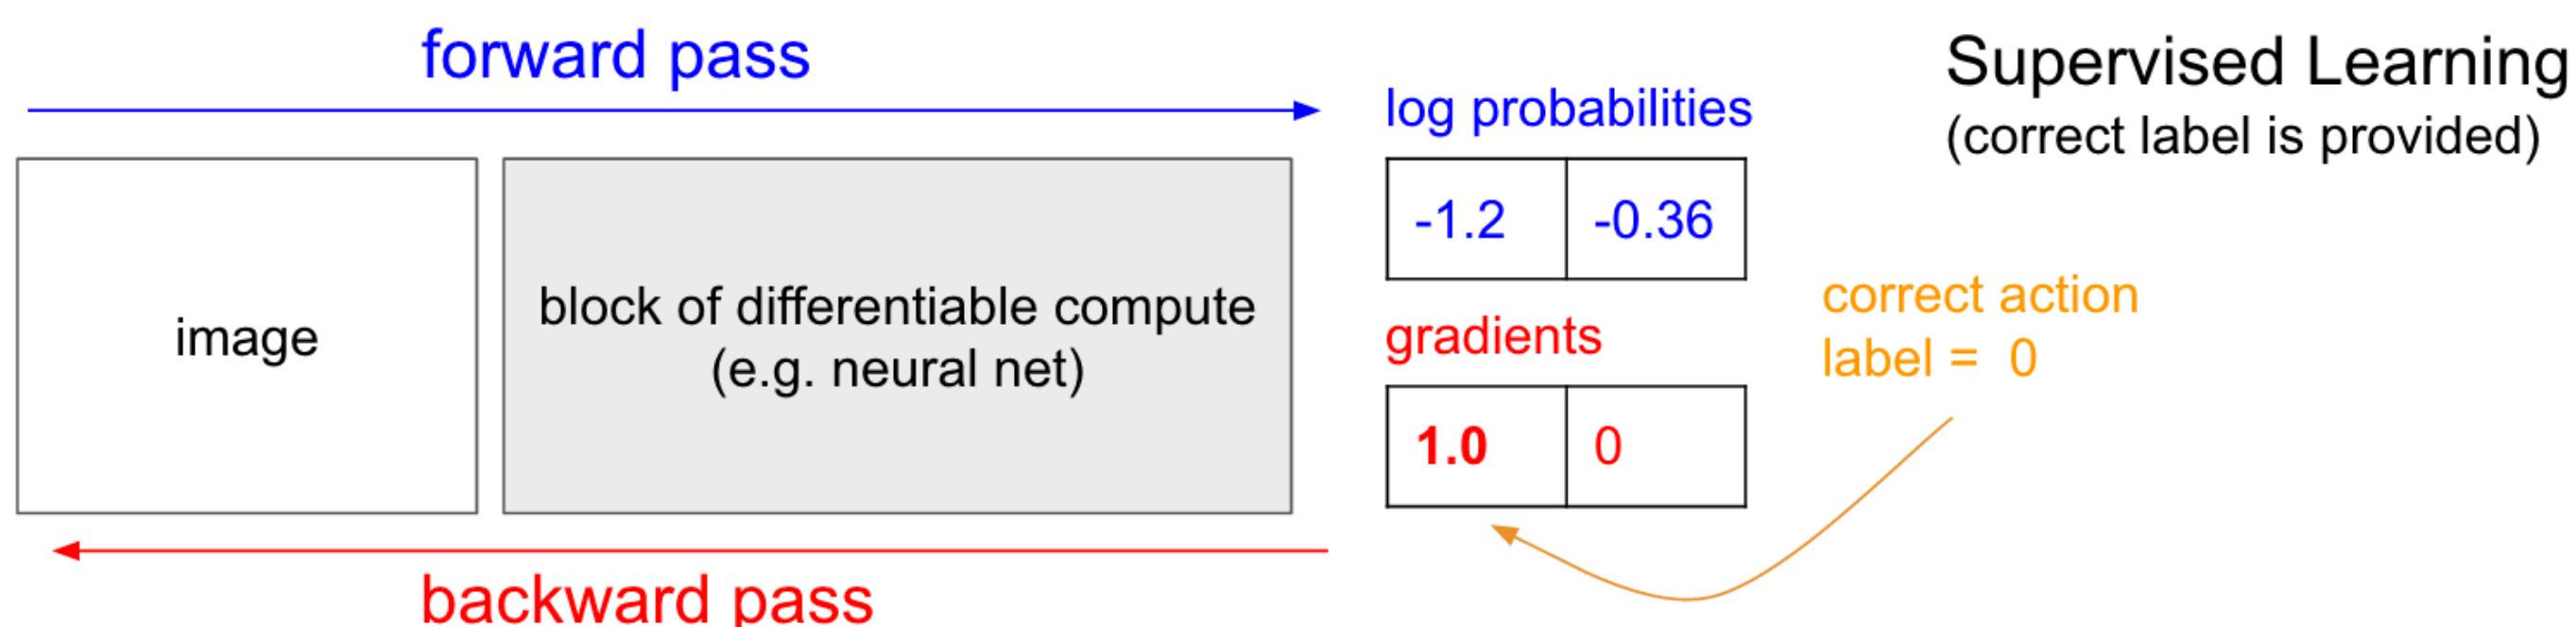 forward pass
Supervised Learning
(correct label is provided)
log probabilities
-1.2 -0.36
image
block of differentiable compute
(e.g. neural net)
gradients
1.0 0
correct action
label = 0
backward pass